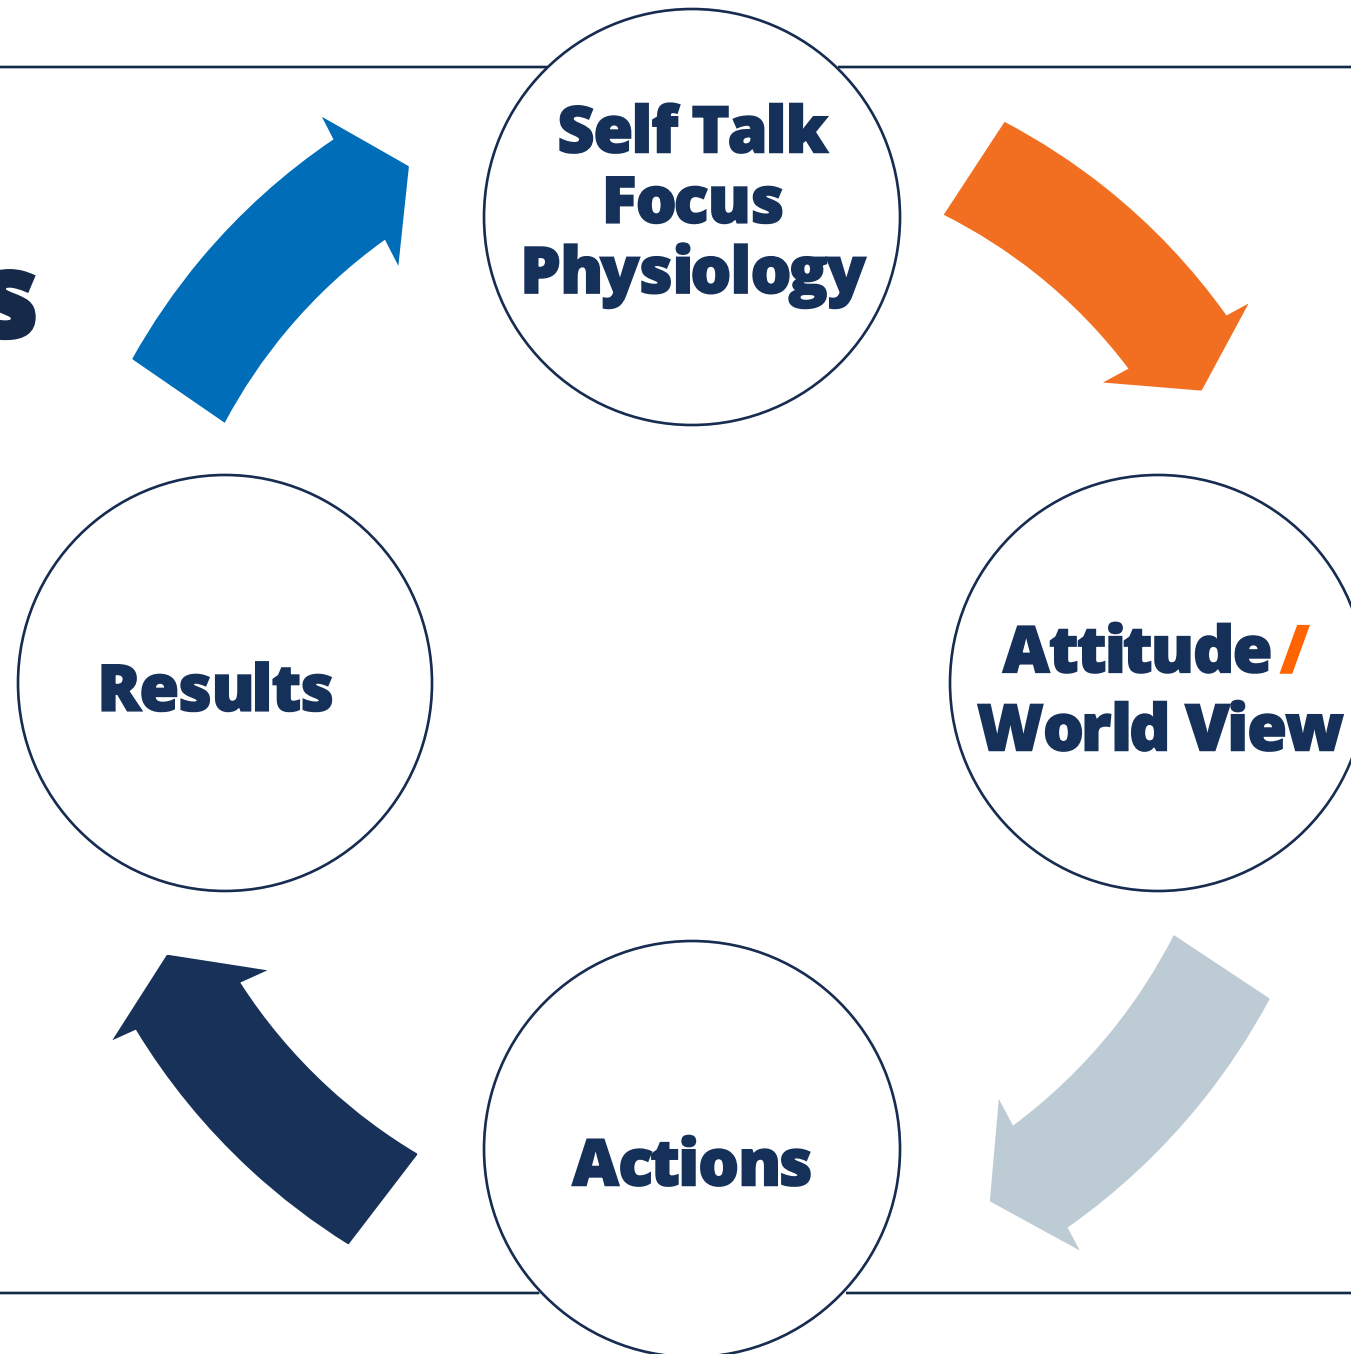 Self Talk
Focus
Physiology
Results
Attitude /
World View
Actions